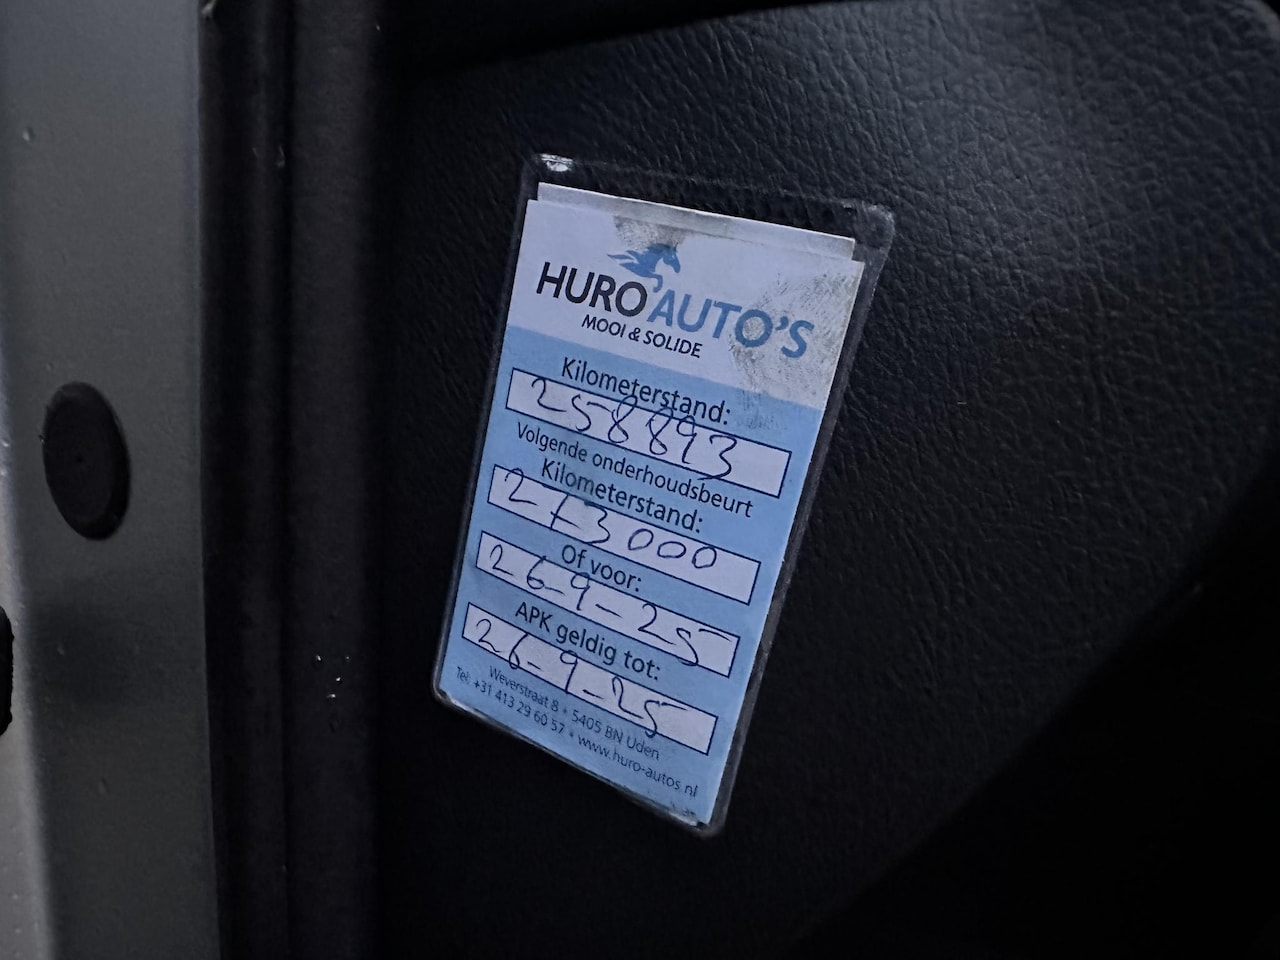 HURO AUTO'S
MOOI & SOLIDE
Kilometerstand:
258893
Volgende onderhoudsbeurt
Kilometerstand:
273000
Of voor:
26-9-25
APK geldig tot:
26-9-25
Weverstraat 8 • 5405 BN Uden
Tel: +31 413 29 60 57 • www.huro-autos.nl